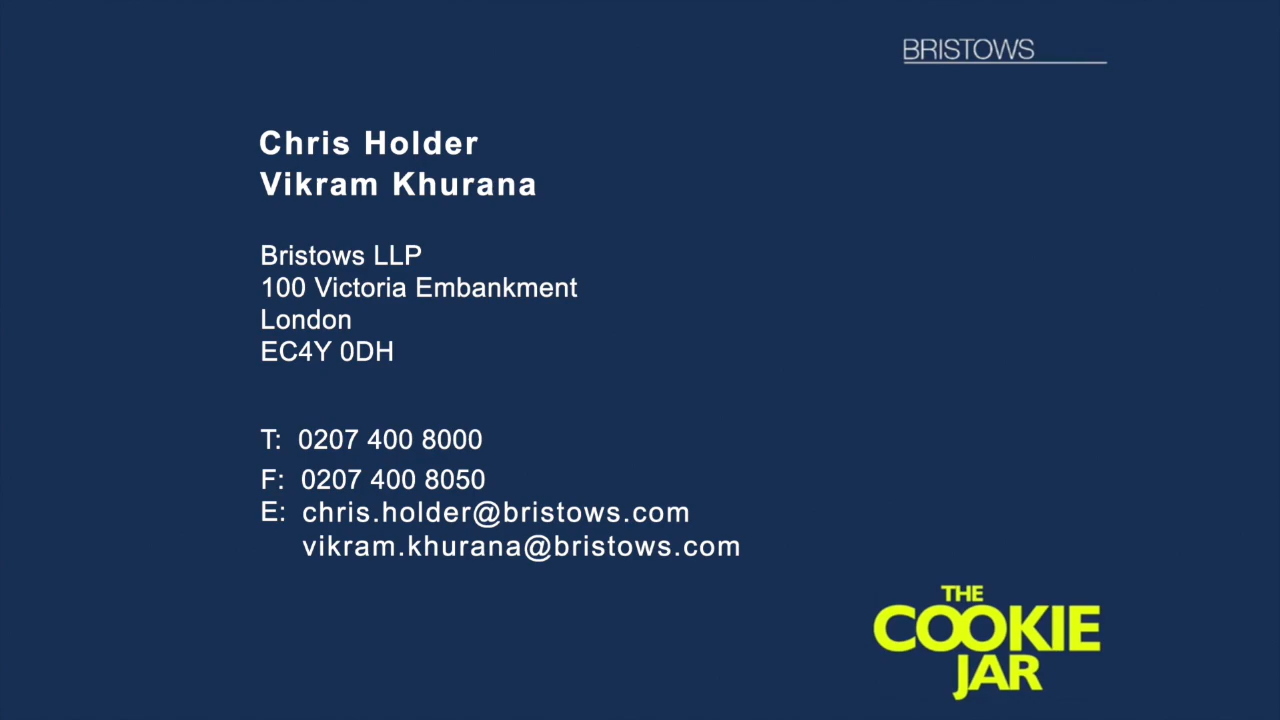 BRISTOWS
Chris Holder
Vikram Khurana
Bristows LLP
100 Victoria Embankment
London
EC4Y 0DH
T: 0207 400 8000
F: 0207 400 8050
E: chris.holder@bristows.com
vikram.khurana@bristows.com
THE
COOKIE
JAR